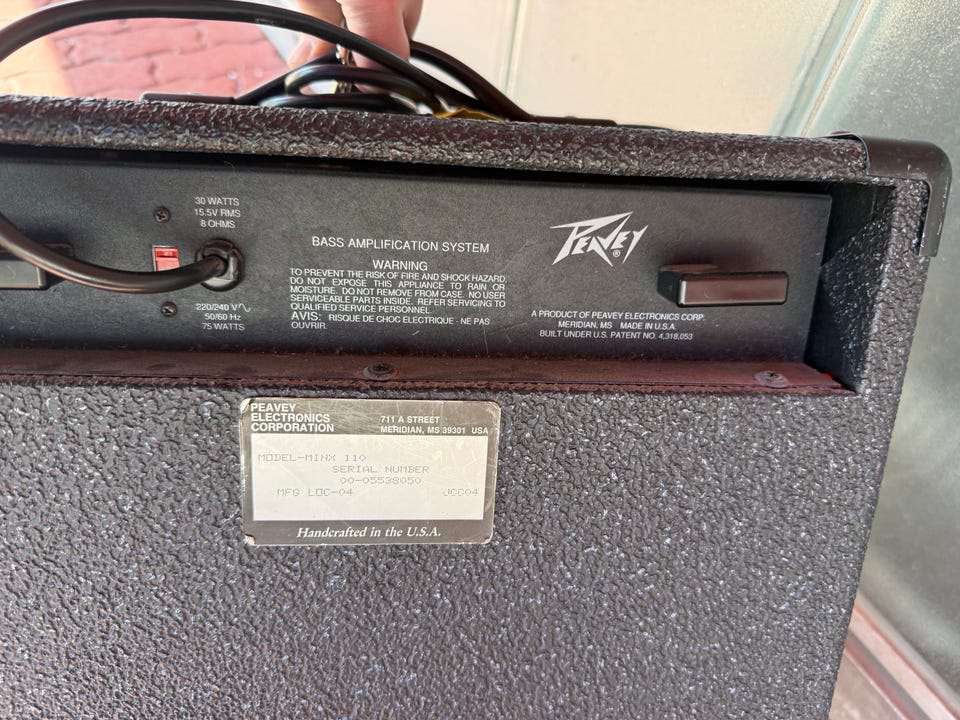 30 WATTS
15.5V RMS
8 OHMS
220/240 V
50/60 Hz
75 WATTS
BASS AMPLIFICATION SYSTEM
WARNING
TO PREVENT THE RISK OF FIRE AND SHOCK HAZARD,
DO NOT EXPOSE THIS APPLIANCE TO RAIN OR
MOISTURE. DO NOT REMOVE FROM CASE. NO USER
SERVICEABLE PARTS INSIDE. REFER SERVICING TO
QUALIFIED SERVICE PERSONNEL.
AVIS: RISQUE DE CHOC ELECTRIQUE - NE PAS
OUVRIR.
PEAVEY®
A PRODUCT OF PEAVEY ELECTRONICS CORP.
MERIDIAN, MS MADE IN U.S.A.
BUILT UNDER U.S. PATENT NO. 4,318,053
PEAVEY
ELECTRONICS
CORPORATION
711 A STREET
MERIDIAN, MS 39301 USA
MODEL-MINX 110
SERIAL NUMBER
00-05538050
MFG LOC-04 JCC04
Handcrafted in the U.S.A.